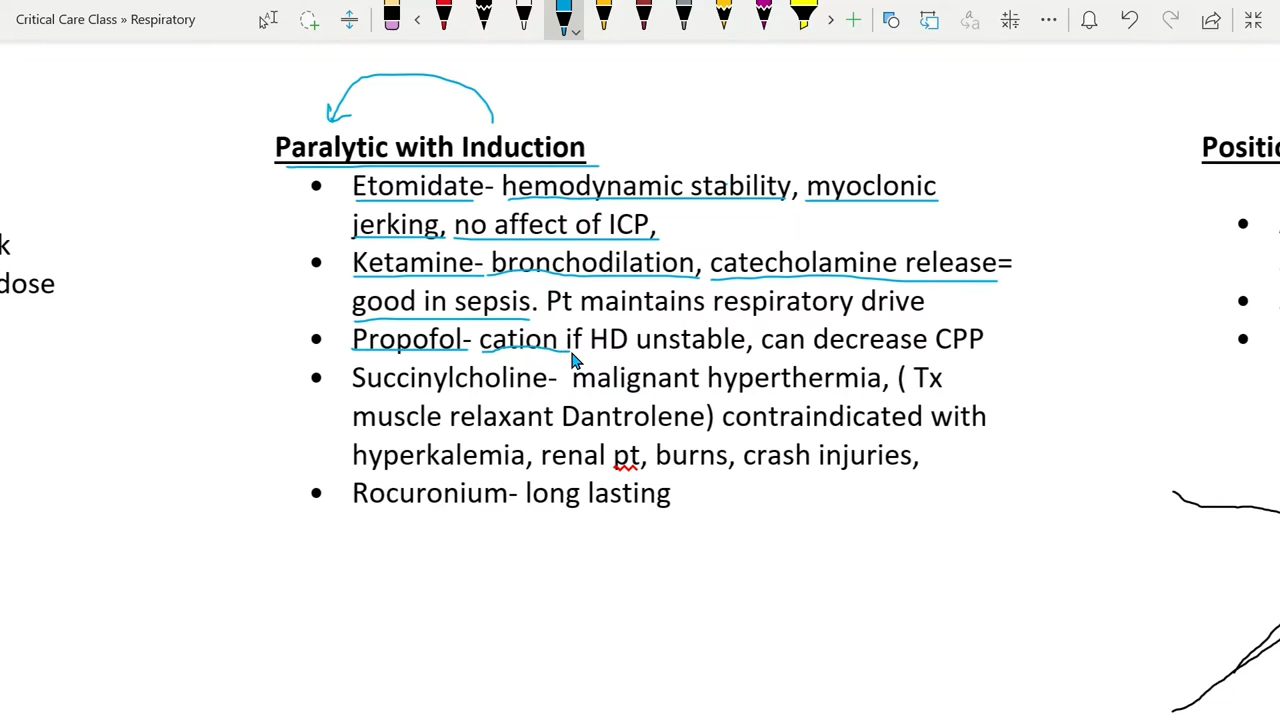 Critical Care Class » Respiratory
Paralytic with Induction
Positi
• Etomidate- hemodynamic stability, myoclonic
jerking, no affect of ICP,
k
• Ketamine- bronchodilation, catecholamine release=
dose
good in sepsis. Pt maintains respiratory drive
• Propofol- cation if HD unstable, can decrease CPP
• Succinylcholine- malignant hyperthermia, ( Tx
muscle relaxant Dantrolene) contraindicated with
hyperkalemia, renal pt, burns, crash injuries,
• Rocuronium- long lasting